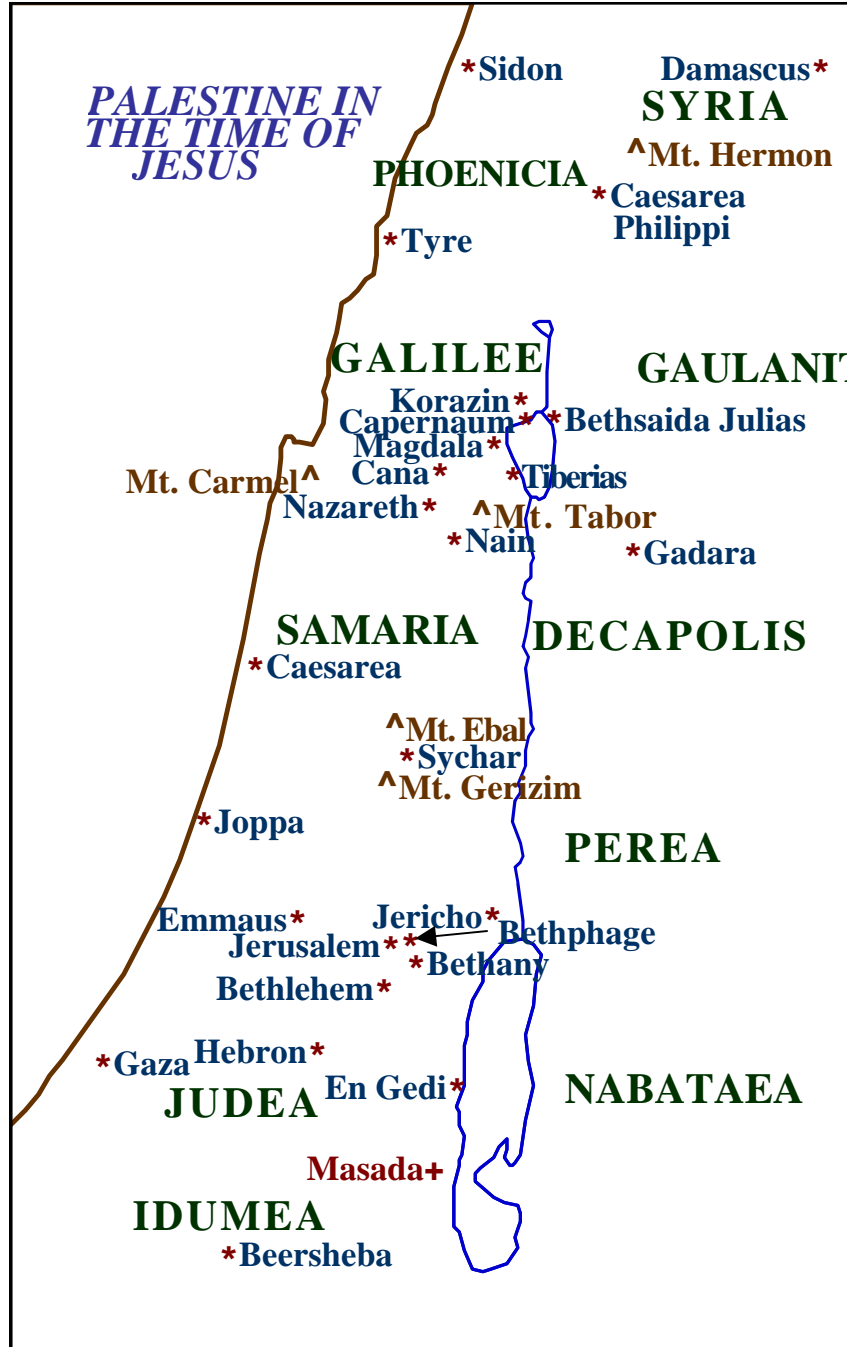 *Sidon
Damascus*
PALESTINE IN
THE TIME OF
JESUS
SYRIA
^Mt. Hermon
PHOENICIA
*Caesarea
Philippi
*Tyre
GALILEE
GAULANIT
Korazin*
Capernaum*
*Bethsaida Julias
Magdala*
Cana*
*Tiberias
Mt. Carmel^
Nazareth*
^Mt. Tabor
*Nain
*Gadara
SAMARIA
DECAPOLIS
*Caesarea
^Mt. Ebal
*Sychar
^Mt. Gerizim
*Joppa
PEREA
Emmaus*
Jericho*
Bethphage
Jerusalem**
*Bethany
Bethlehem*
*Gaza
Hebron*
En Gedi*
JUDEA
NABATAEA
Masada+
IDUMEA
*Beersheba